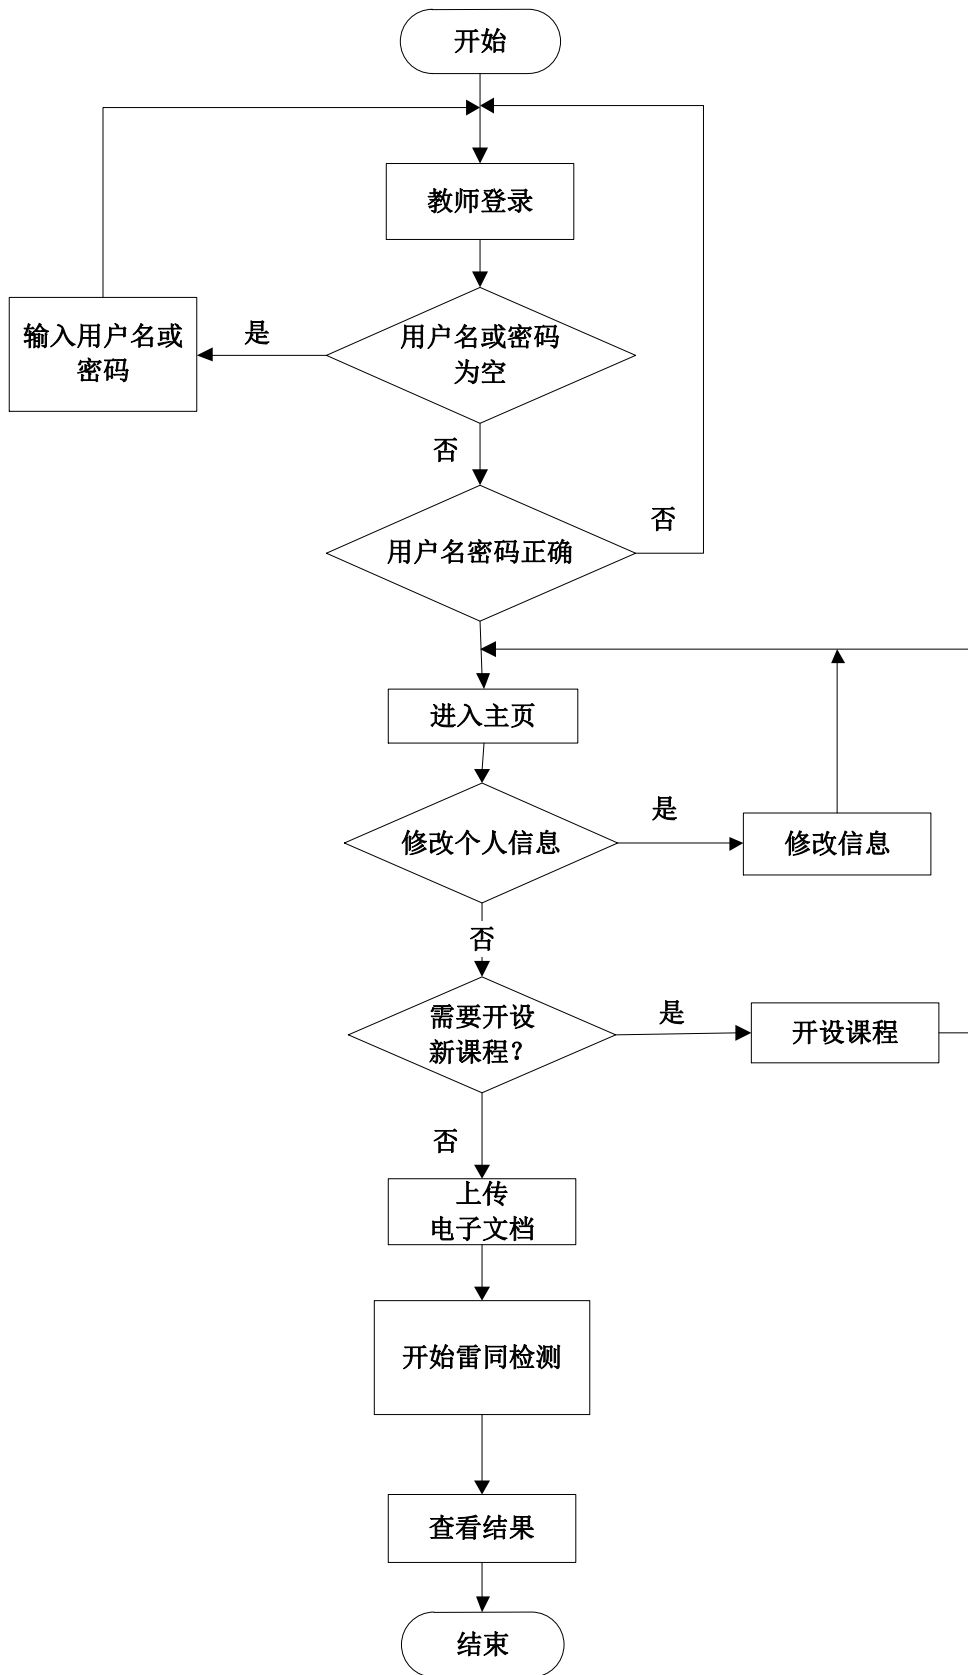 开始
教师登录
用户名或密码
为空
是
输入用户名或
密码
否
用户名密码正确
否
进入主页
修改个人信息
是
修改信息
否
需要开设
新课程？
是
开设课程
否
上传
电子文档
开始雷同检测
查看结果
结束